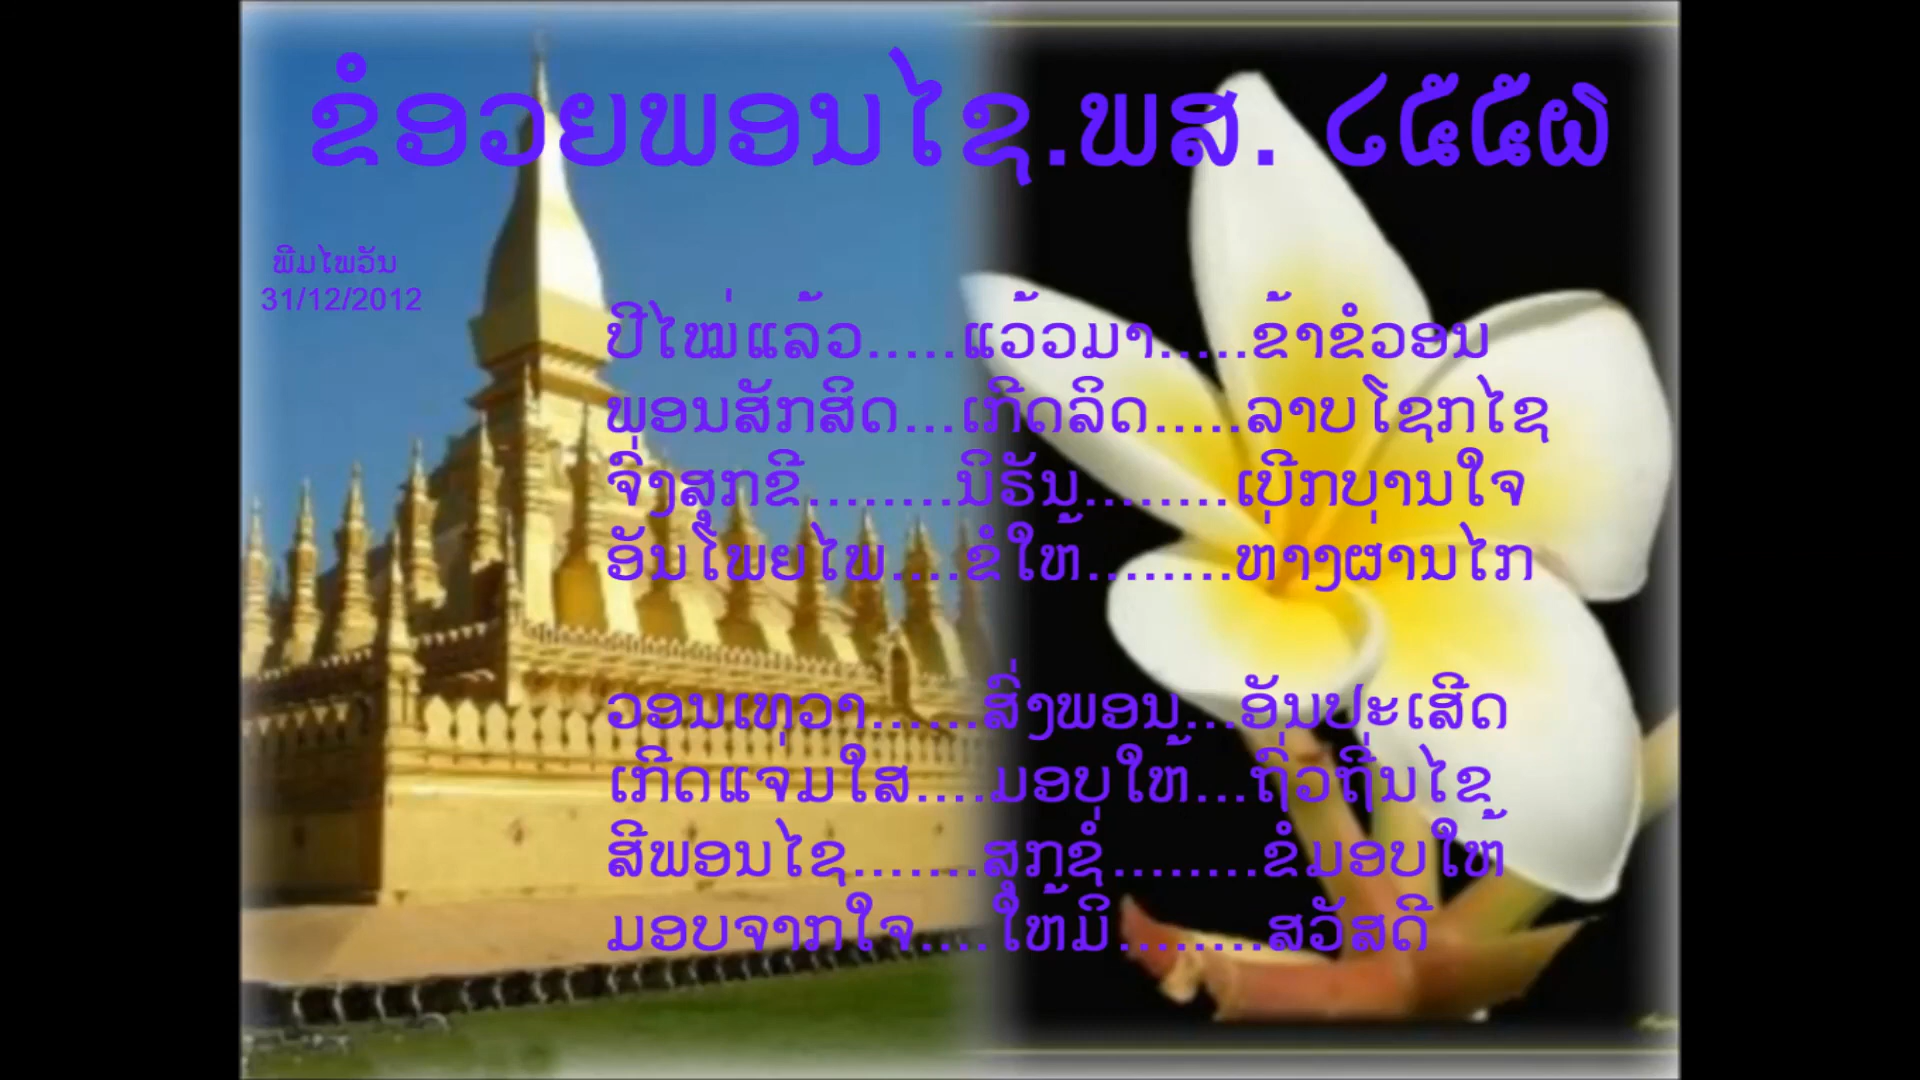 ຂໍອວຍພອນໄຊ.ພສ. ໒໕໕໖
ພິມໄພວັນ
31/12/2012
ປີໄໝ່ແລ້ວ.....ແວ້ວມາ.....ຂ້າຂໍວອນ
ພອນສັກສິດ...ເກີດລິດ.....ລາບໂຊກໄຊ
ຈົ່ງສຸກຂີ........ນິຣັນ........ເບີກບານໃຈ
ອັນໂພຍໄພ....ຂໍໃຫ້........ຫ່າງຜ່ານໄກ
ວອນເທວາ......ສົ່ງພອນ...ອັນປະເສີດ
ເກີດແຈ່ມໃສ....ມອບໃຫ້...ຖົ່ວຖິ່ນໄຂ
ສີພອນໄຊ.......ສຸກຊໍ່........ຂໍມອບໃຫ້
ມອບຈາກໃຈ....ໃຫ້ມິ........ສວັສດີ